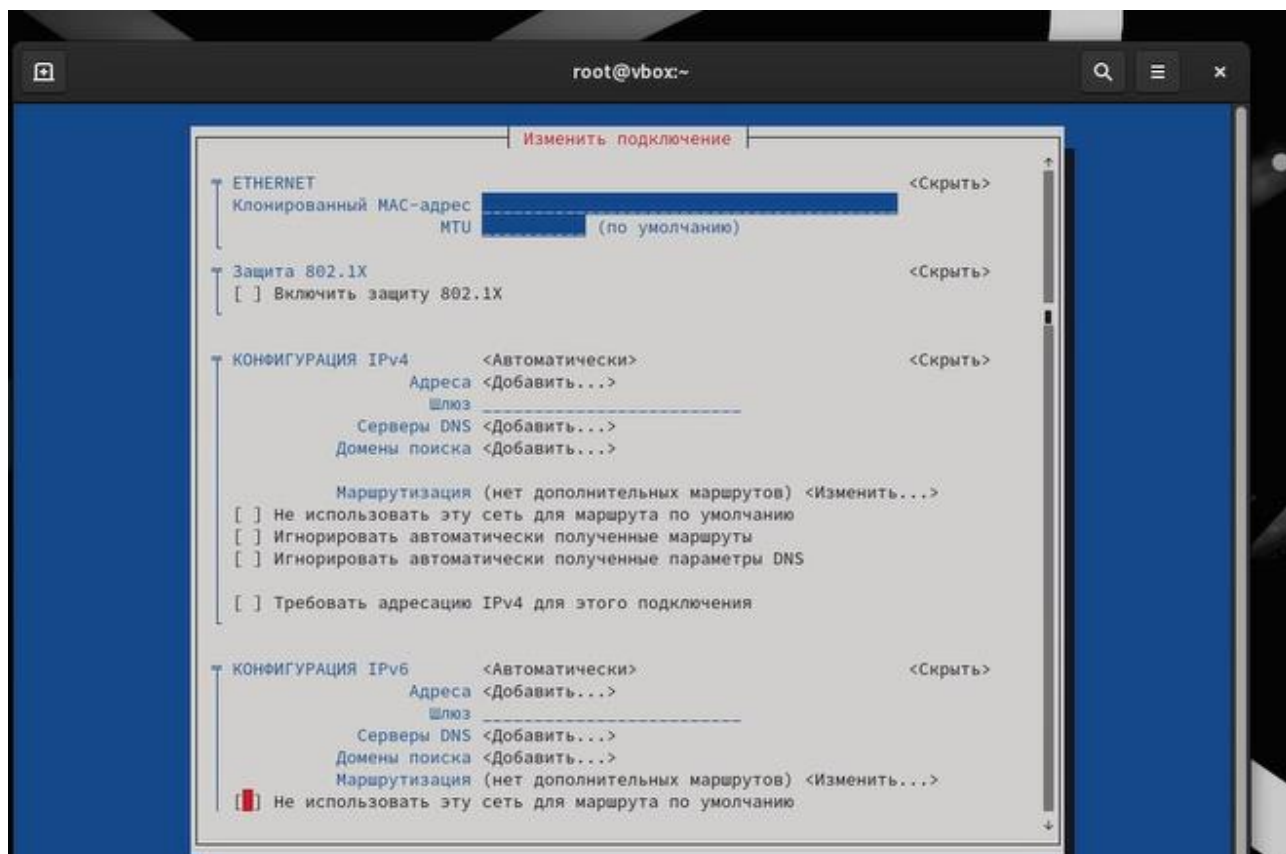 root@vbox:~
Изменить подключение
ETHERNET <Скрыть>
Клонированный MAC-адрес
MTU (по умолчанию)
Защита 802.1X <Скрыть>
[ ] Включить защиту 802.1X
КОНФИГУРАЦИЯ IPv4 <Автоматически> <Скрыть>
Адреса <Добавить...>
Шлюз
Серверы DNS <Добавить...>
Домены поиска <Добавить...>
Маршрутизация (нет дополнительных маршрутов) <Изменить...>
[ ] Не использовать эту сеть для маршрута по умолчанию
[ ] Игнорировать автоматически полученные маршруты
[ ] Игнорировать автоматически полученные параметры DNS
[ ] Требовать адресацию IPv4 для этого подключения
КОНФИГУРАЦИЯ IPv6 <Автоматически> <Скрыть>
Адреса <Добавить...>
Шлюз
Серверы DNS <Добавить...>
Домены поиска <Добавить...>
Маршрутизация (нет дополнительных маршрутов) <Изменить...>
[ ] Не использовать эту сеть для маршрута по умолчанию